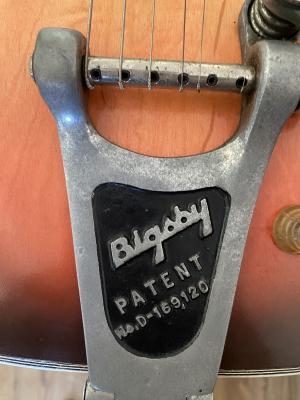 Bigsby
PATENT
No. D-169,120